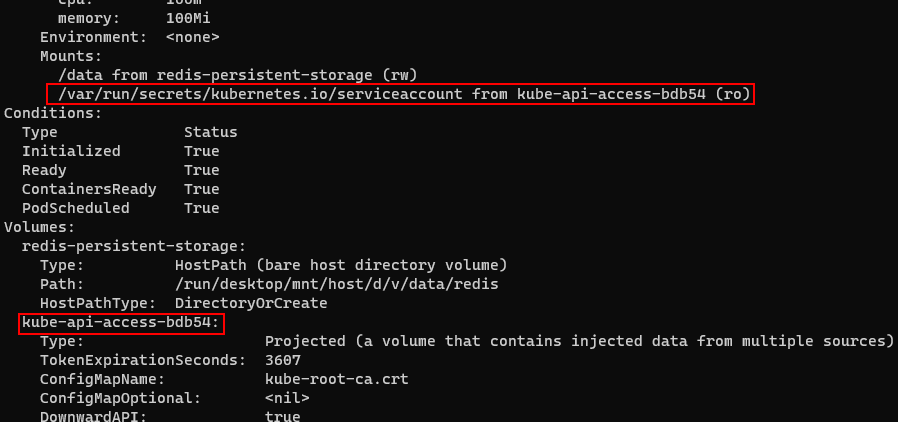 cpu: 100m
memory: 100Mi
Environment: <none>
Mounts:
/data from redis-persistent-storage (rw)
/var/run/secrets/kubernetes.io/serviceaccount from kube-api-access-bdb54 (ro)
Conditions:
Type Status
Initialized True
Ready True
ContainersReady True
PodScheduled True
Volumes:
redis-persistent-storage:
Type: HostPath (bare host directory volume)
Path: /run/desktop/mnt/host/d/v/data/redis
HostPathType: DirectoryOrCreate
kube-api-access-bdb54:
Type: Projected (a volume that contains injected data from multiple sources)
TokenExpirationSeconds: 3607
ConfigMapName: kube-root-ca.crt
ConfigMapOptional: <nil>
DownwardAPI: true